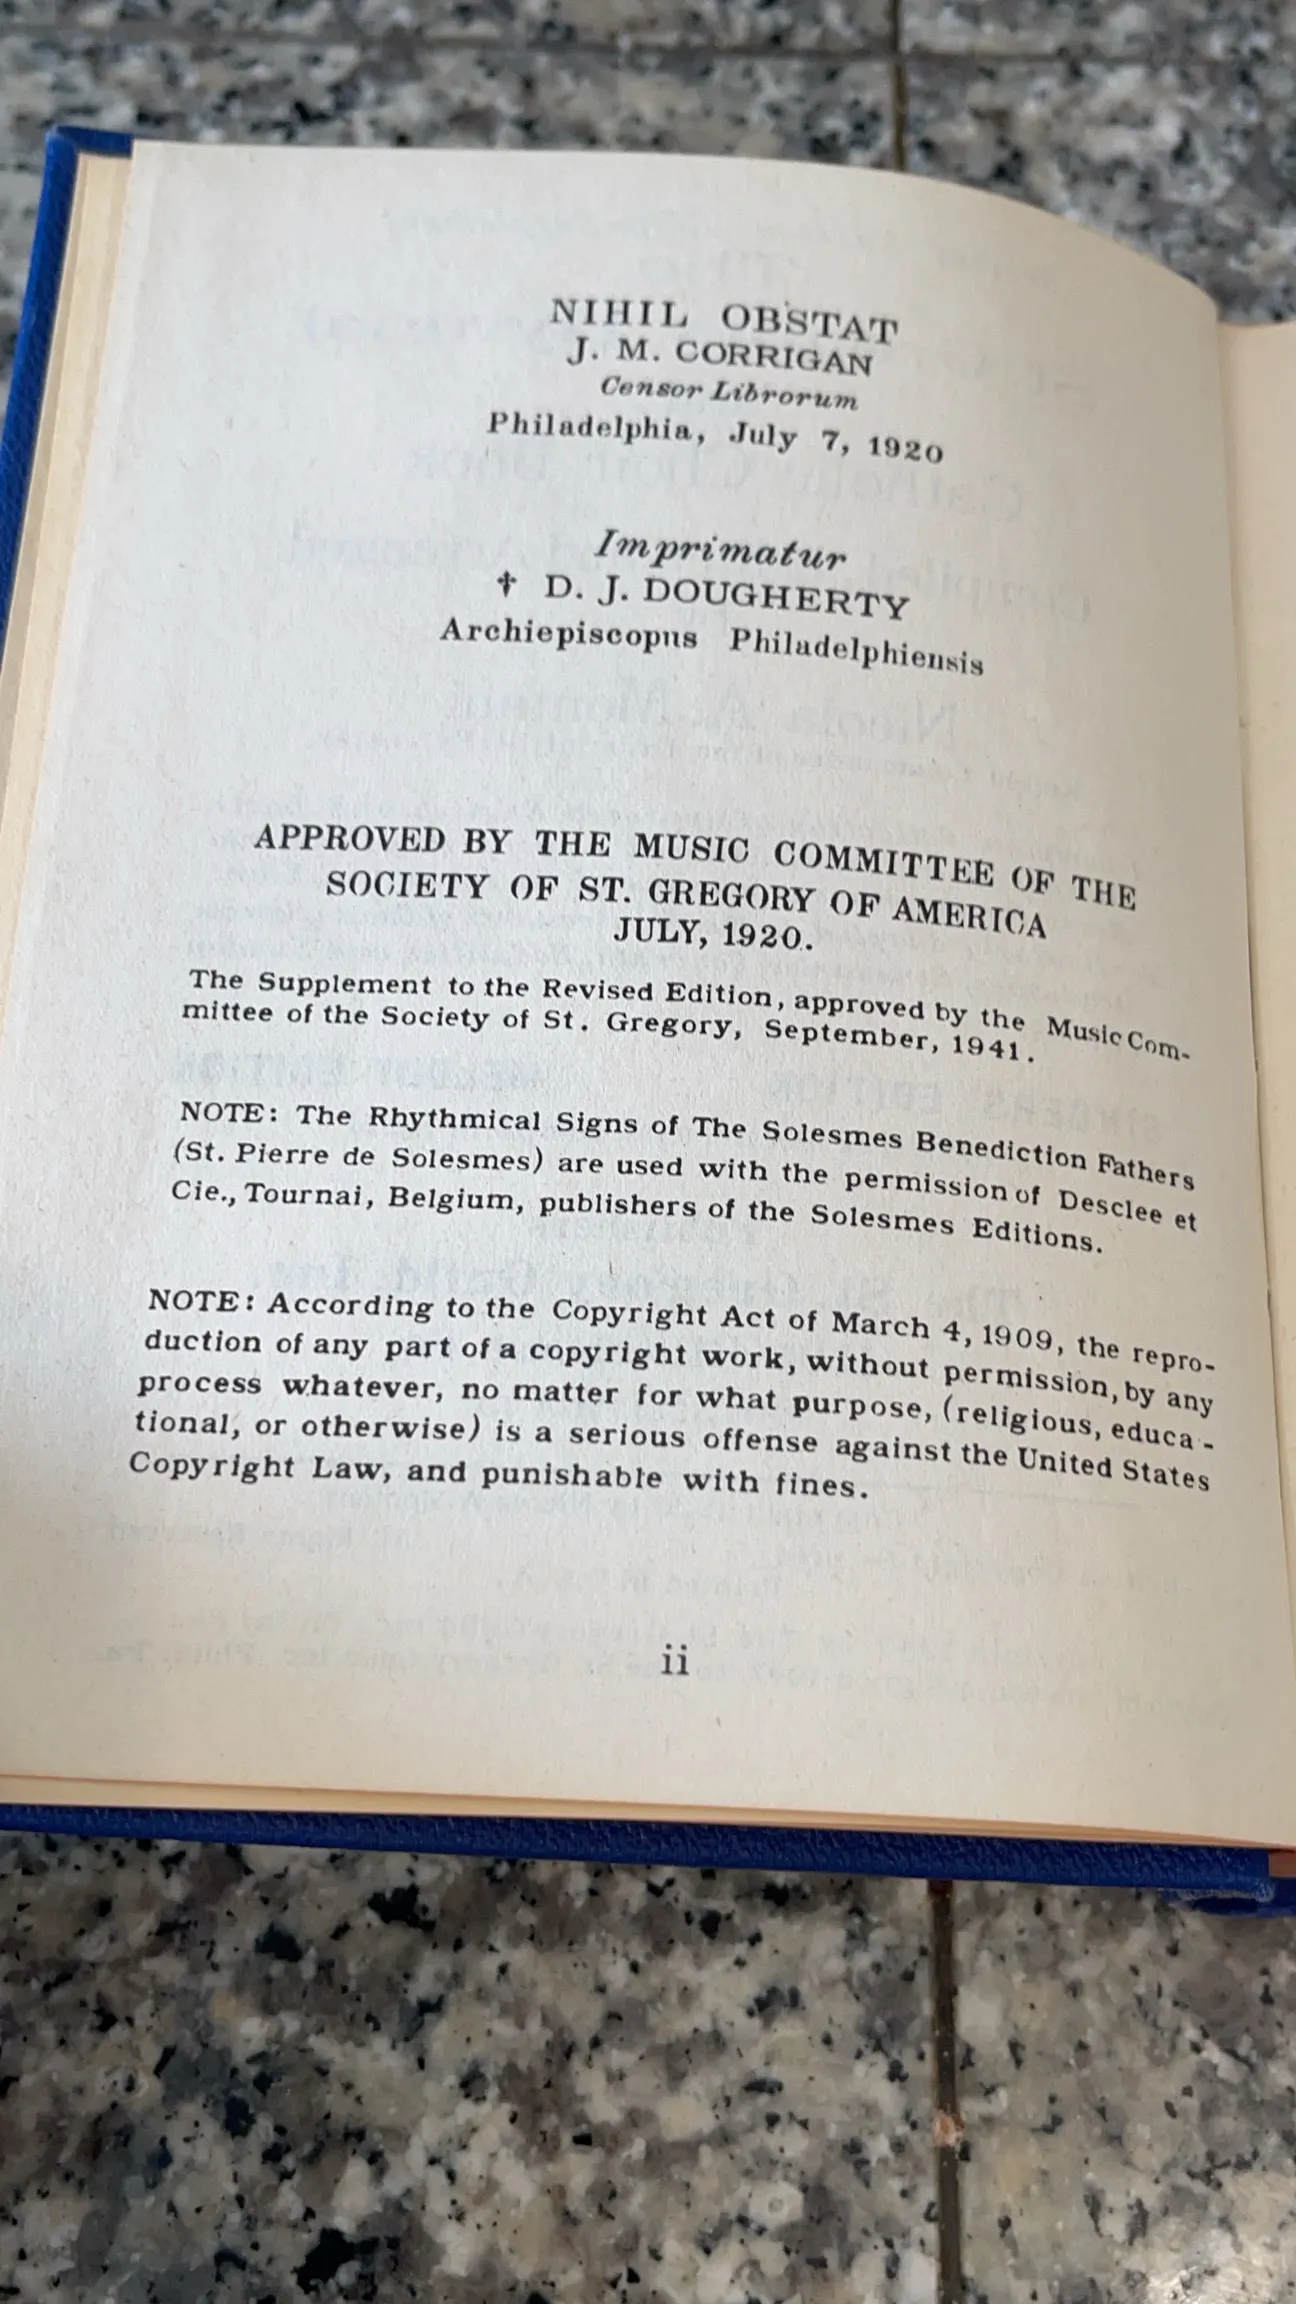 NIHIL OBSTAT
J. M. CORRIGAN
Censor Librorum
Philadelphia, July 7, 1920
Imprimatur
✝ D. J. DOUGHERTY
Archiepiscopus Philadelphiensis
APPROVED BY THE MUSIC COMMITTEE OF THE
SOCIETY OF ST. GREGORY OF AMERICA
JULY, 1920.
The Supplement to the Revised Edition, approved by the Music Com-
mittee of the Society of St. Gregory, September, 1941.
NOTE: The Rhythmical Signs of The Solesmes Benediction Fathers
(St. Pierre de Solesmes) are used with the permission of Desclee et
Cie., Tournai, Belgium, publishers of the Solesmes Editions.
NOTE: According to the Copyright Act of March 4, 1909, the repro-
duction of any part of a copyright work, without permission, by any
process whatever, no matter for what purpose, (religious, educa-
tional, or otherwise) is a serious offense against the United States
Copyright Law, and punishable with fines.
ii